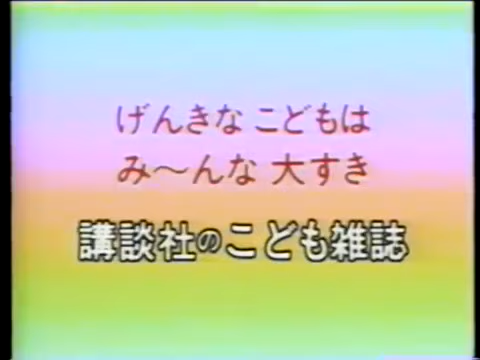 げんきな こどもは
み〜んな 大すき
講談社のこども雑誌